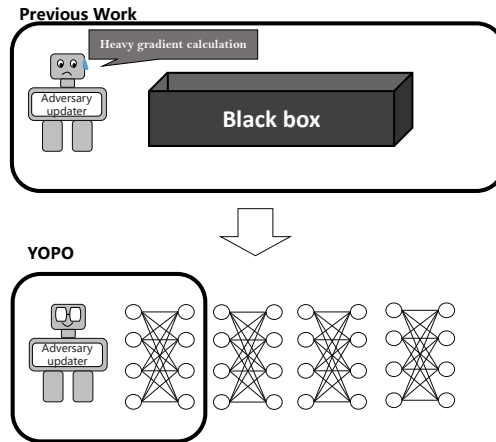 Previous Work
Heavy gradient calculation
Adversary
updater
Black box
YOPO
Adversary
updater